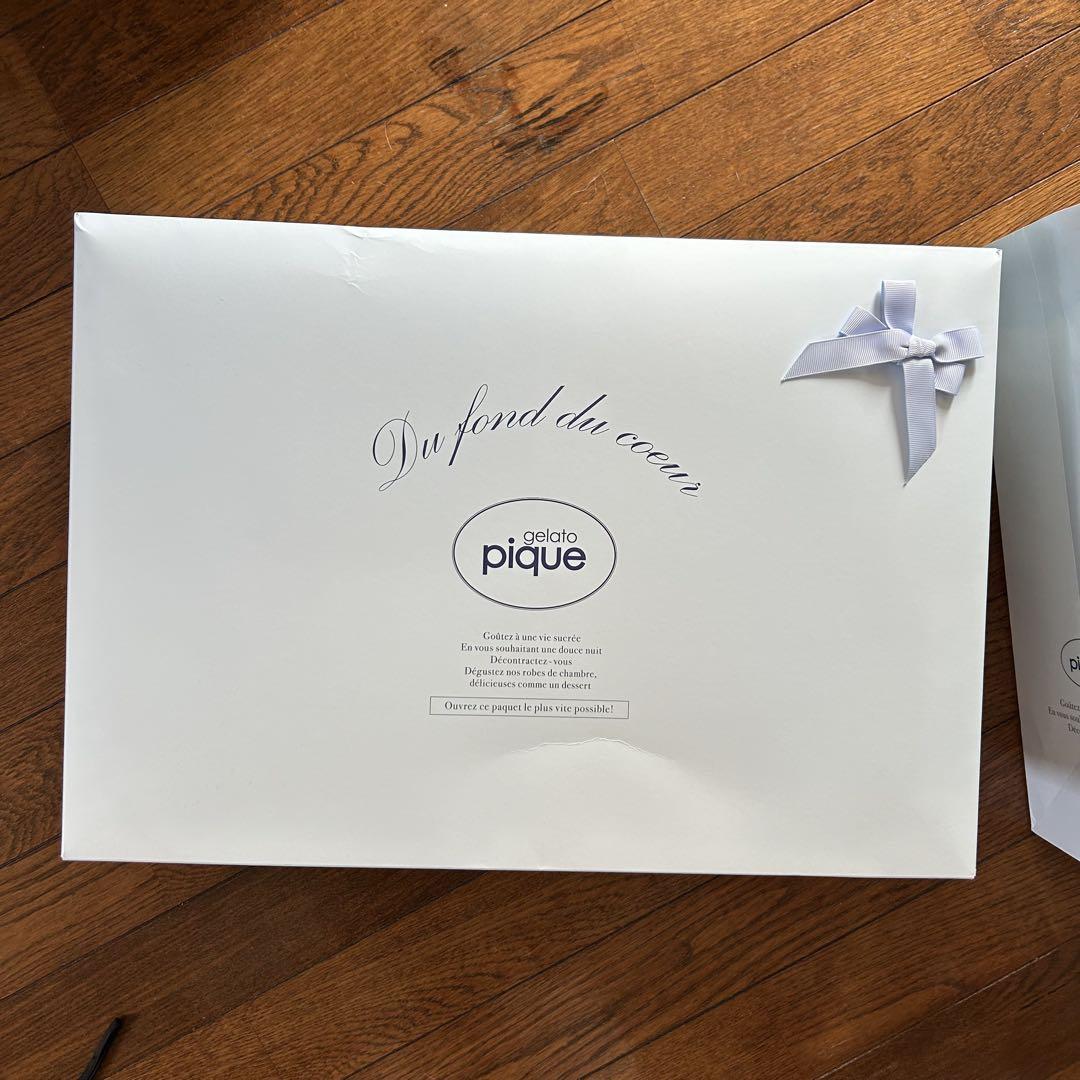 Du fond du coeur
gelato
pique
Goûtez à une vie sucrée
En vous souhaitant une douce nuit
Décontractez-vous
Dégustez nos robes de chambre,
délicieuses comme un dessert
Ouvrez ce paquet le plus vite possible!
pi
Goûtez
En vous sou